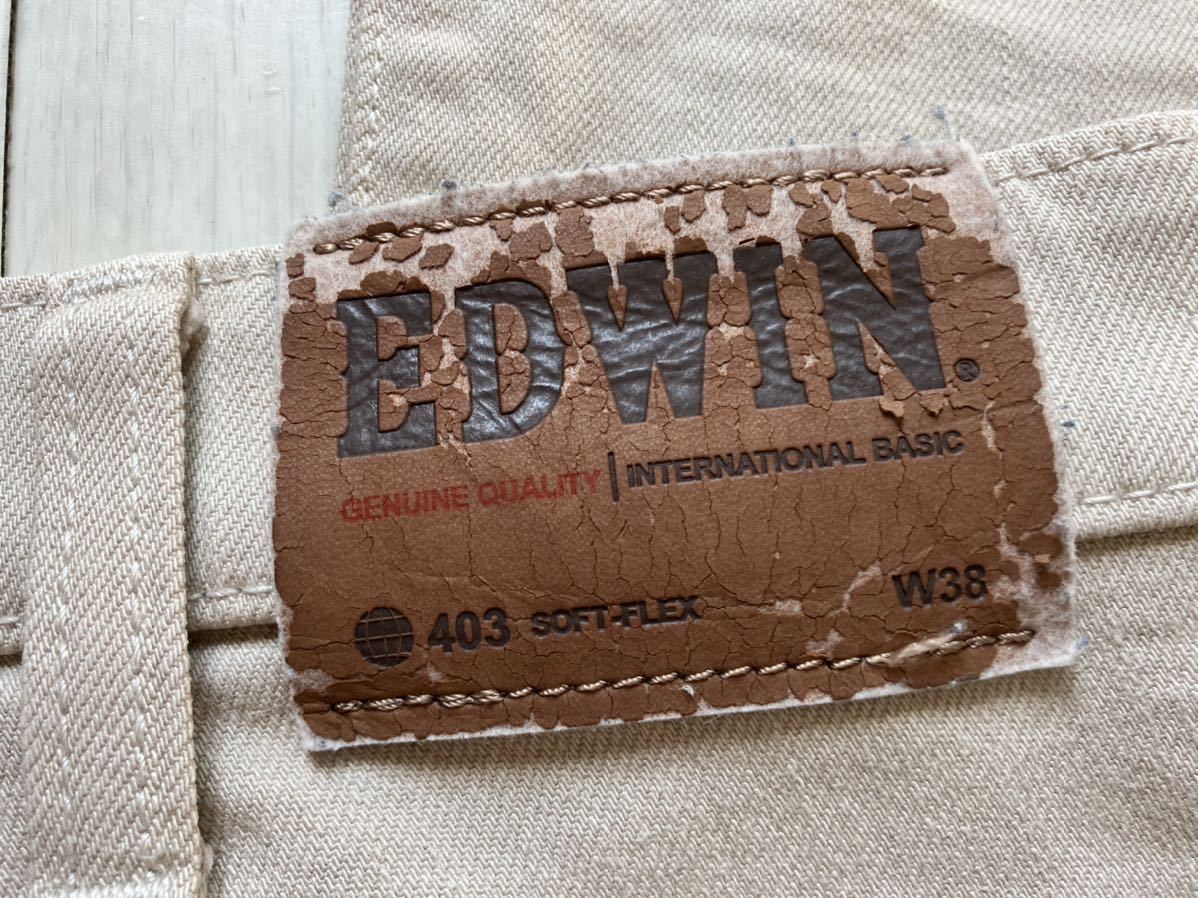 EDWIN®
GENUINE QUALITY | INTERNATIONAL BASIC
403 SOFT-FLEX W38